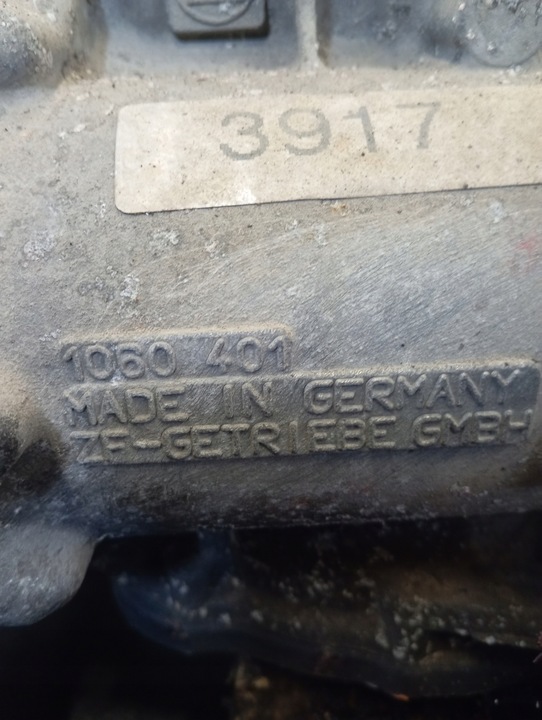 3917
1060 401
MADE IN GERMANY
ZF-GETRIEBE GMBH